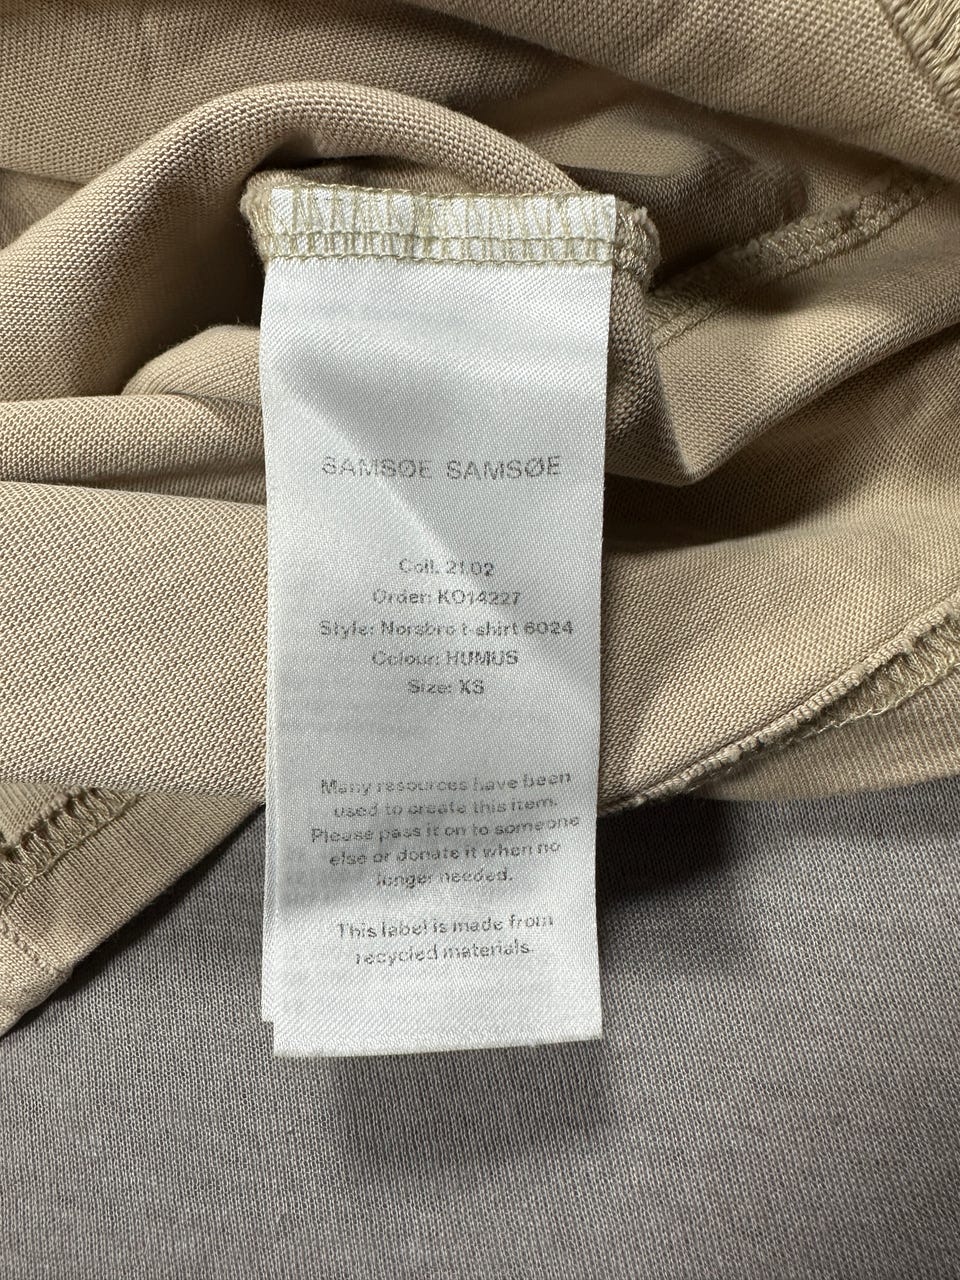 SAMSØE SAMSØE
Coll. 21.02
Order: KO14227
Style: Norsbro t-shirt 6024
Colour: HUMUS
Size: XS
Many resources have been
used to create this item.
Please pass it on to someone
else or donate it when no
longer needed.
This label is made from
recycled materials.